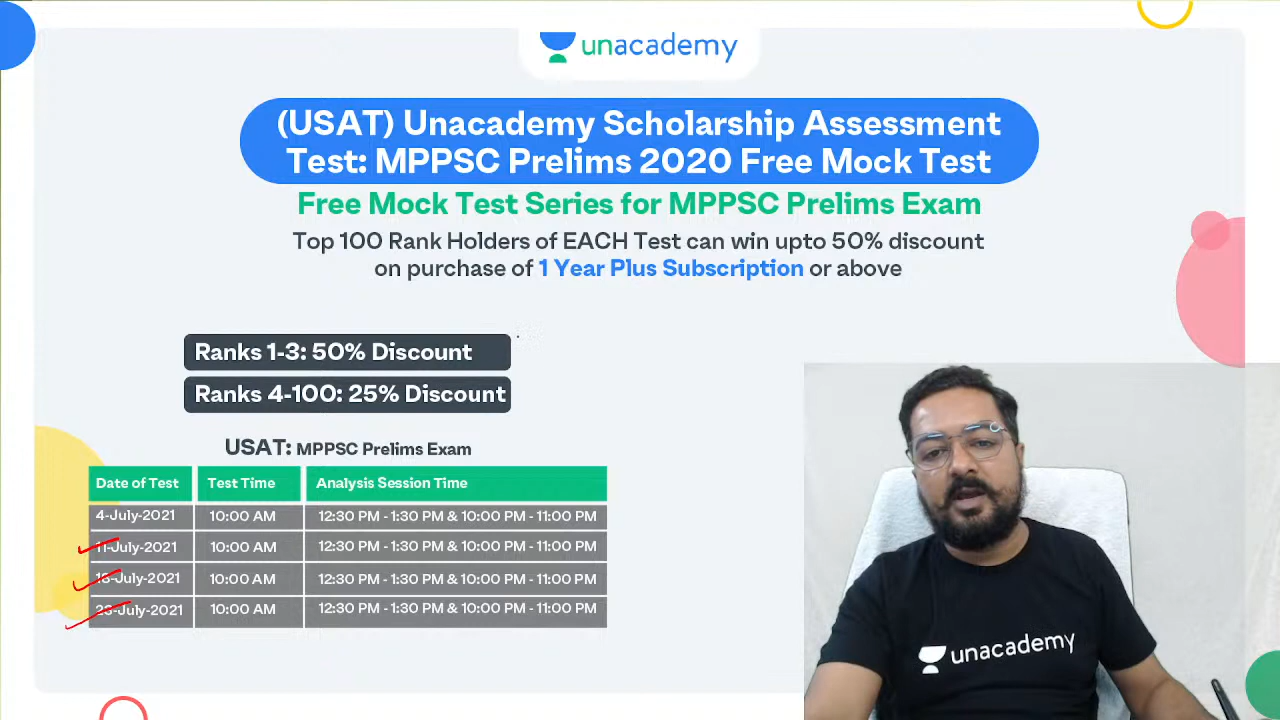 unacademy
(USAT) Unacademy Scholarship Assessment
Test: MPPSC Prelims 2020 Free Mock Test
Free Mock Test Series for MPPSC Prelims Exam
Top 100 Rank Holders of EACH Test can win upto 50% discount
on purchase of 1 Year Plus Subscription or above
Ranks 1-3: 50% Discount
Ranks 4-100: 25% Discount
USAT: MPPSC Prelims Exam
Date of Test Test Time Analysis Session Time
4-July-2021 10:00 AM 12:30 PM - 1:30 PM & 10:00 PM - 11:00 PM
11-July-2021 10:00 AM 12:30 PM - 1:30 PM & 10:00 PM - 11:00 PM
18-July-2021 10:00 AM 12:30 PM - 1:30 PM & 10:00 PM - 11:00 PM
23-July-2021 10:00 AM 12:30 PM - 1:30 PM & 10:00 PM - 11:00 PM
unacademy